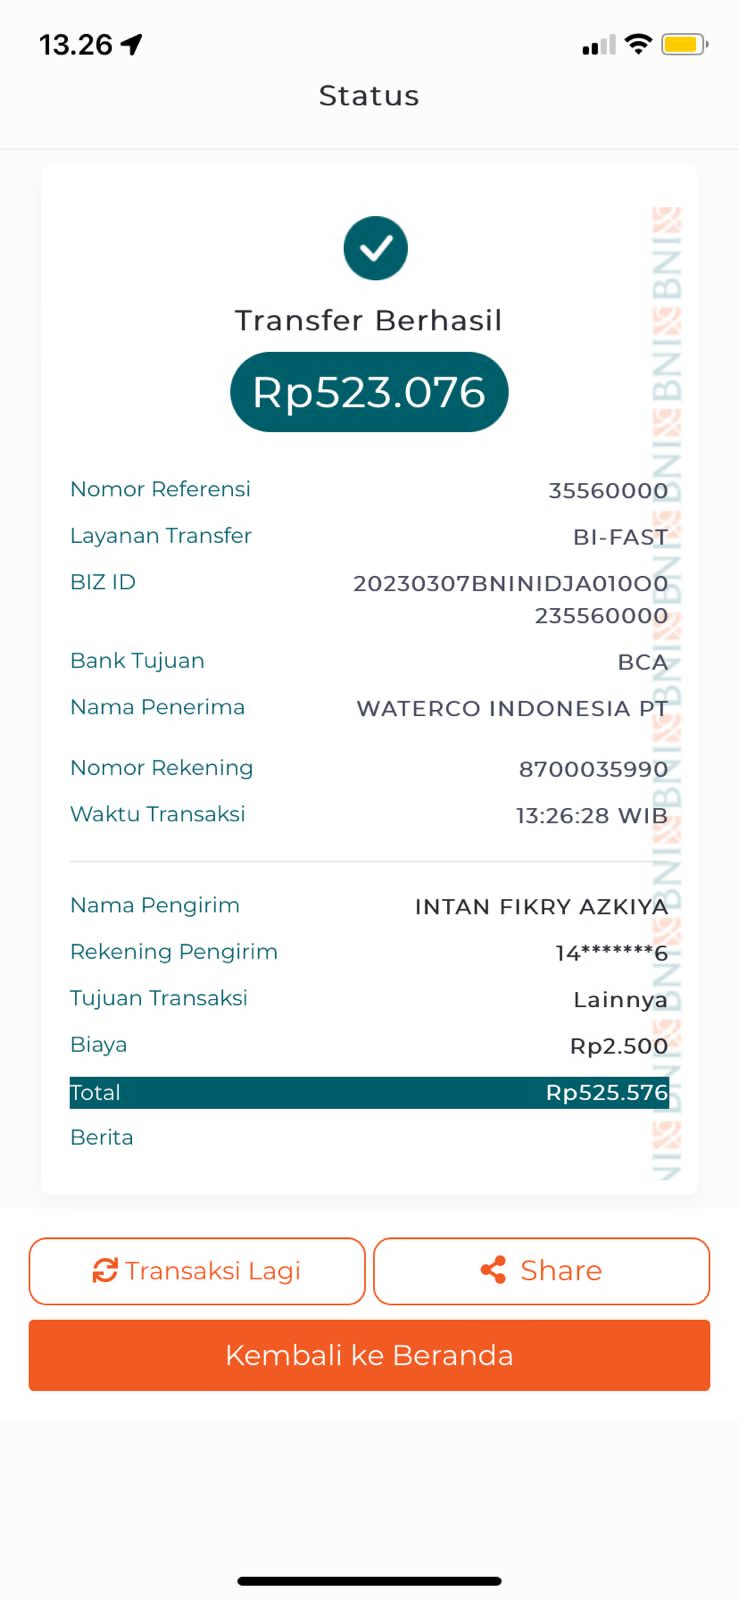 13.26
Status
Transfer Berhasil
Rp523.076
Nomor Referensi 35560000
Layanan Transfer BI-FAST
BIZ ID 20230307BNINIDJA010O0
235560000
Bank Tujuan BCA
Nama Penerima WATERCO INDONESIA PT
Nomor Rekening 8700035990
Waktu Transaksi 13:26:28 WIB
Nama Pengirim INTAN FIKRY AZKIYA
Rekening Pengirim 14*******6
Tujuan Transaksi Lainnya
Biaya Rp2.500
Total Rp525.576
Berita
BNI BNI BNI BNI BNI BNI BNI BNI BNI NI
Transaksi Lagi
Share
Kembali ke Beranda